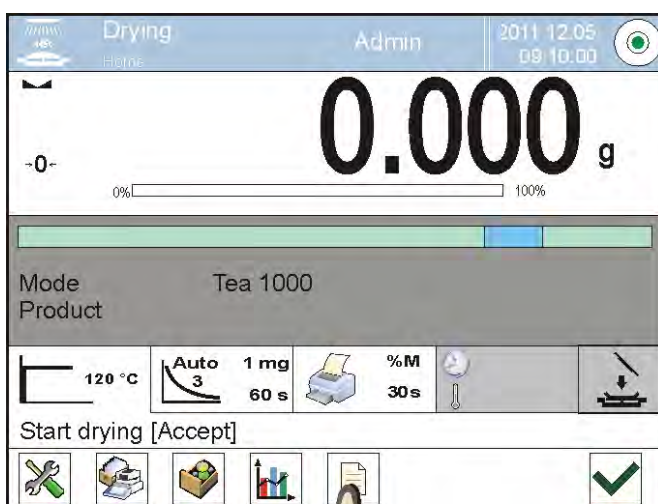 Drying
Admin
2011.12.05
Home
09:10:00
0.000 g
→0←
0%
100%
Mode Tea 1000
Product
120 °C
Auto 1 mg
3
60 s
%M
30s
Start drying [Accept]